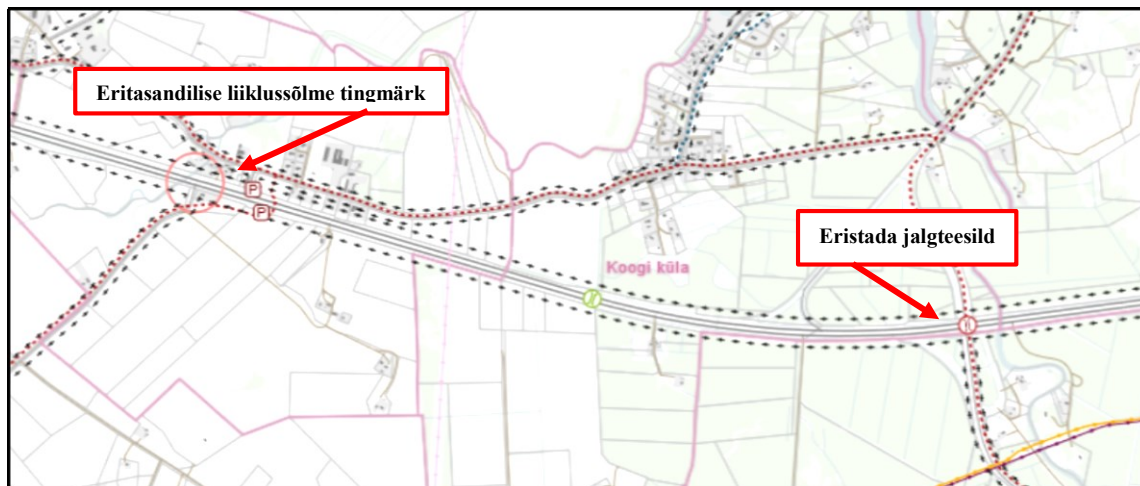 Eritasandilise liiklussõlme tingmärk
P
P
Eristada jalgteesild
Koogi küla